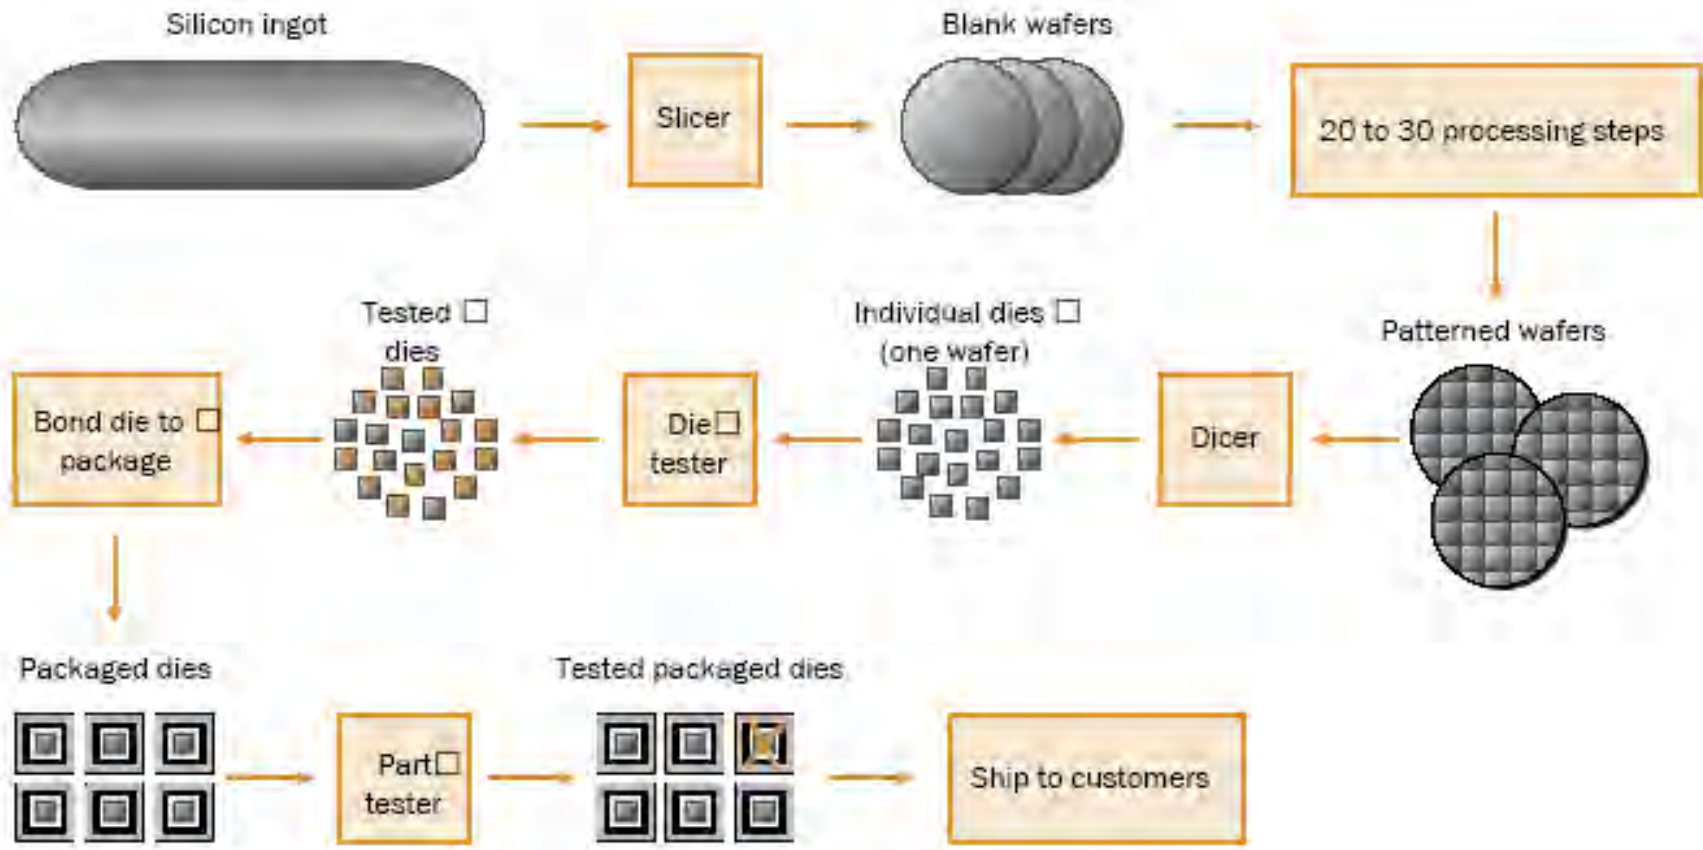 Silicon ingot
Slicer
Blank wafers
20 to 30 processing steps
Patterned wafers
Dicer
Individual dies □
(one wafer)
Die □
tester
Tested □
dies
Bond die to □
package
Packaged dies
Part □
tester
Tested packaged dies
Ship to customers